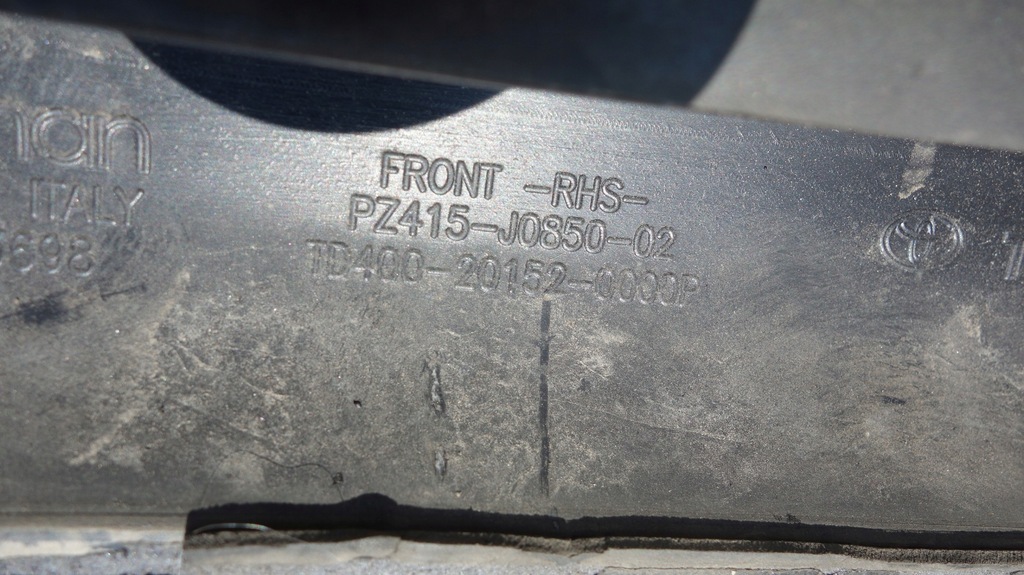 ITALY
FRONT -RHS-
PZ415-J0850-02
TD400-20152-0000P